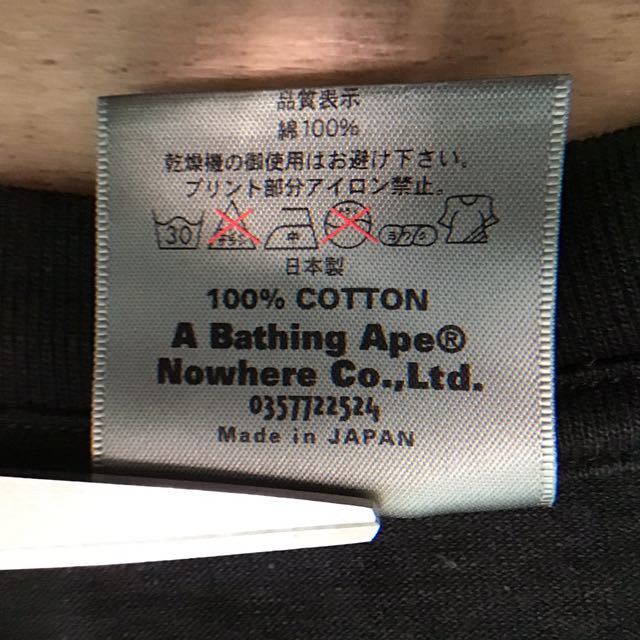 品質表示
綿100%
乾燥機の御使用はお避け下さい。
プリント部分アイロン禁止。
30 中
日本製
100% COTTON
A Bathing Ape®
Nowhere Co.,Ltd.
0357722524
Made in JAPAN